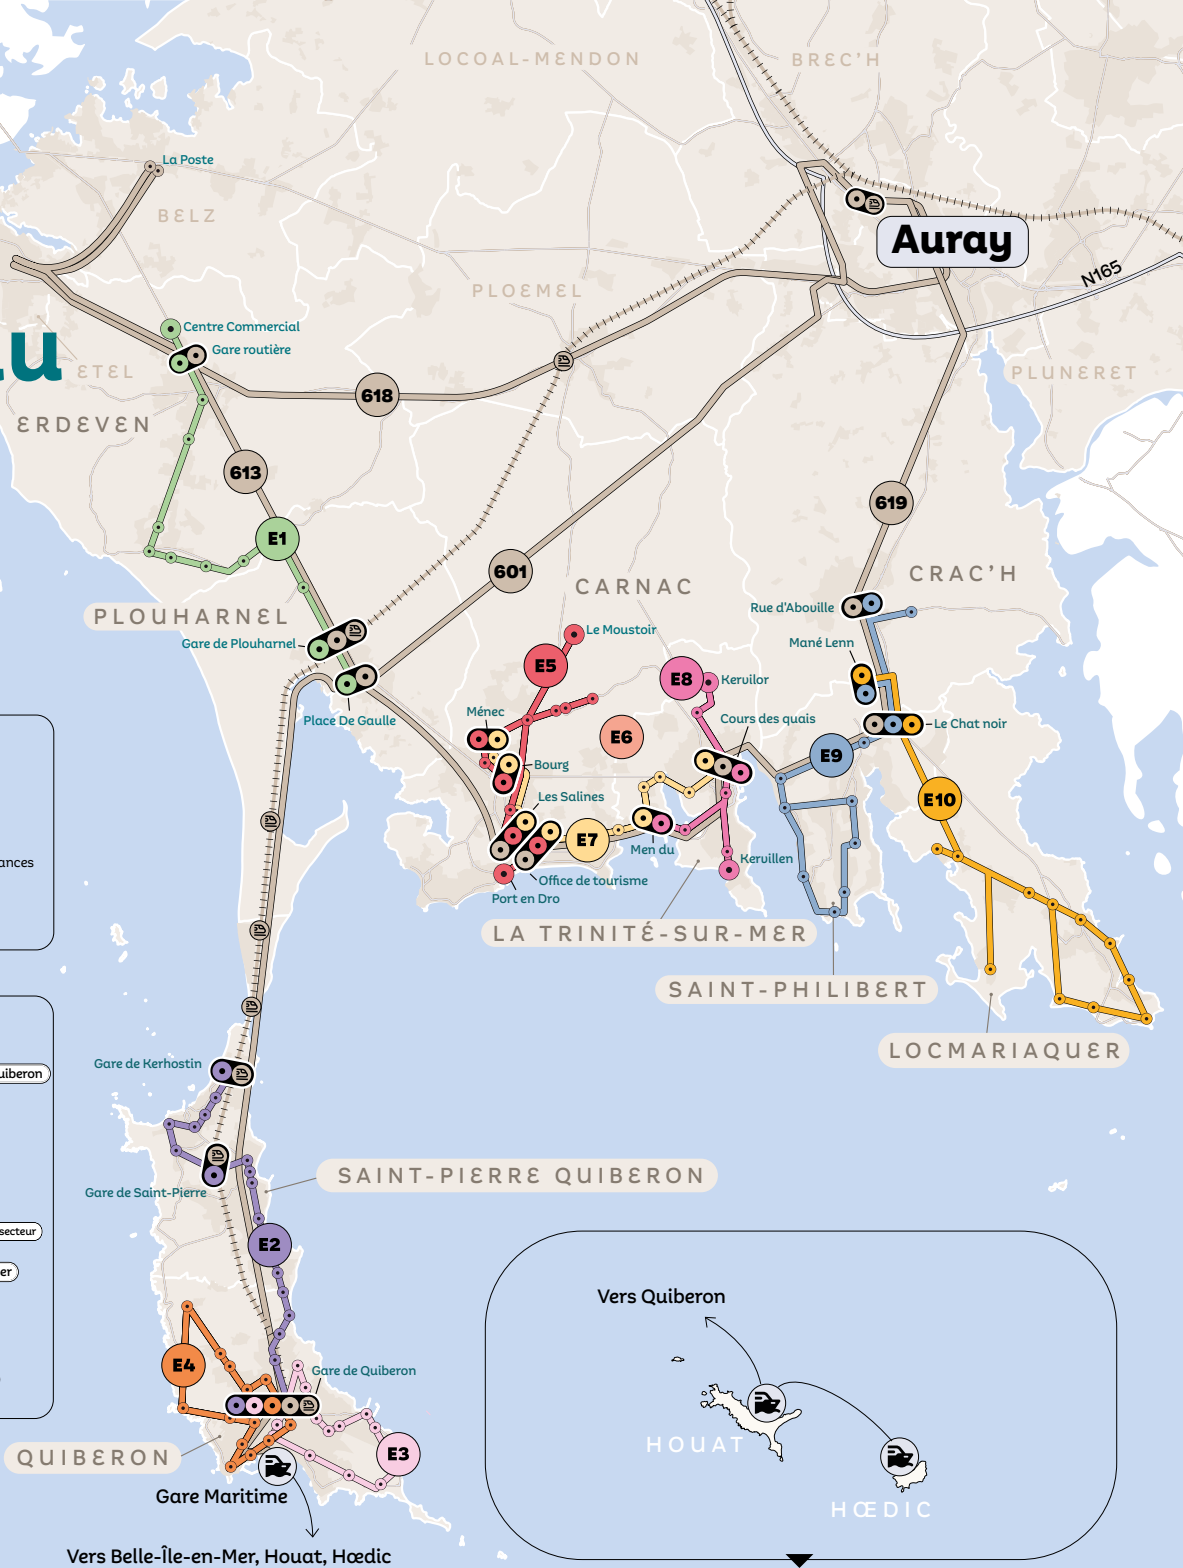 LOCOAL-MENDON
BREC'H
La Poste
BELZ
Auray
N165
PLOEMEL
Centre Commercial
Gare routière
au
ETEL
PLUNERET
618
ERDEVEN
613
619
E1
601
CARNAC
CRAC'H
Rue d'Aboville
PLOUHARNEL
Gare de Plouharnel
Le Moustoir
Mané Lenn
E5
E8
Kervilor
Ménec
Cours des quais
Place De Gaulle
Le Chat noir
E6
E9
Bourg
Les Salines
E10
E7
Men du
Kervillen
ances
Office de tourisme
Port en Dro
LA TRINITÉ-SUR-MER
SAINT-PHILIBERT
LOCMARIAQUER
Gare de Kerhostin
uiberon
SAINT-PIERRE QUIBERON
Gare de Saint-Pierre
secteur
E2
er
Vers Quiberon
E4
Gare de Quiberon
HOUAT
QUIBERON
E3
Gare Maritime
HŒDIC
Vers Belle-Île-en-Mer, Houat, Hœdic